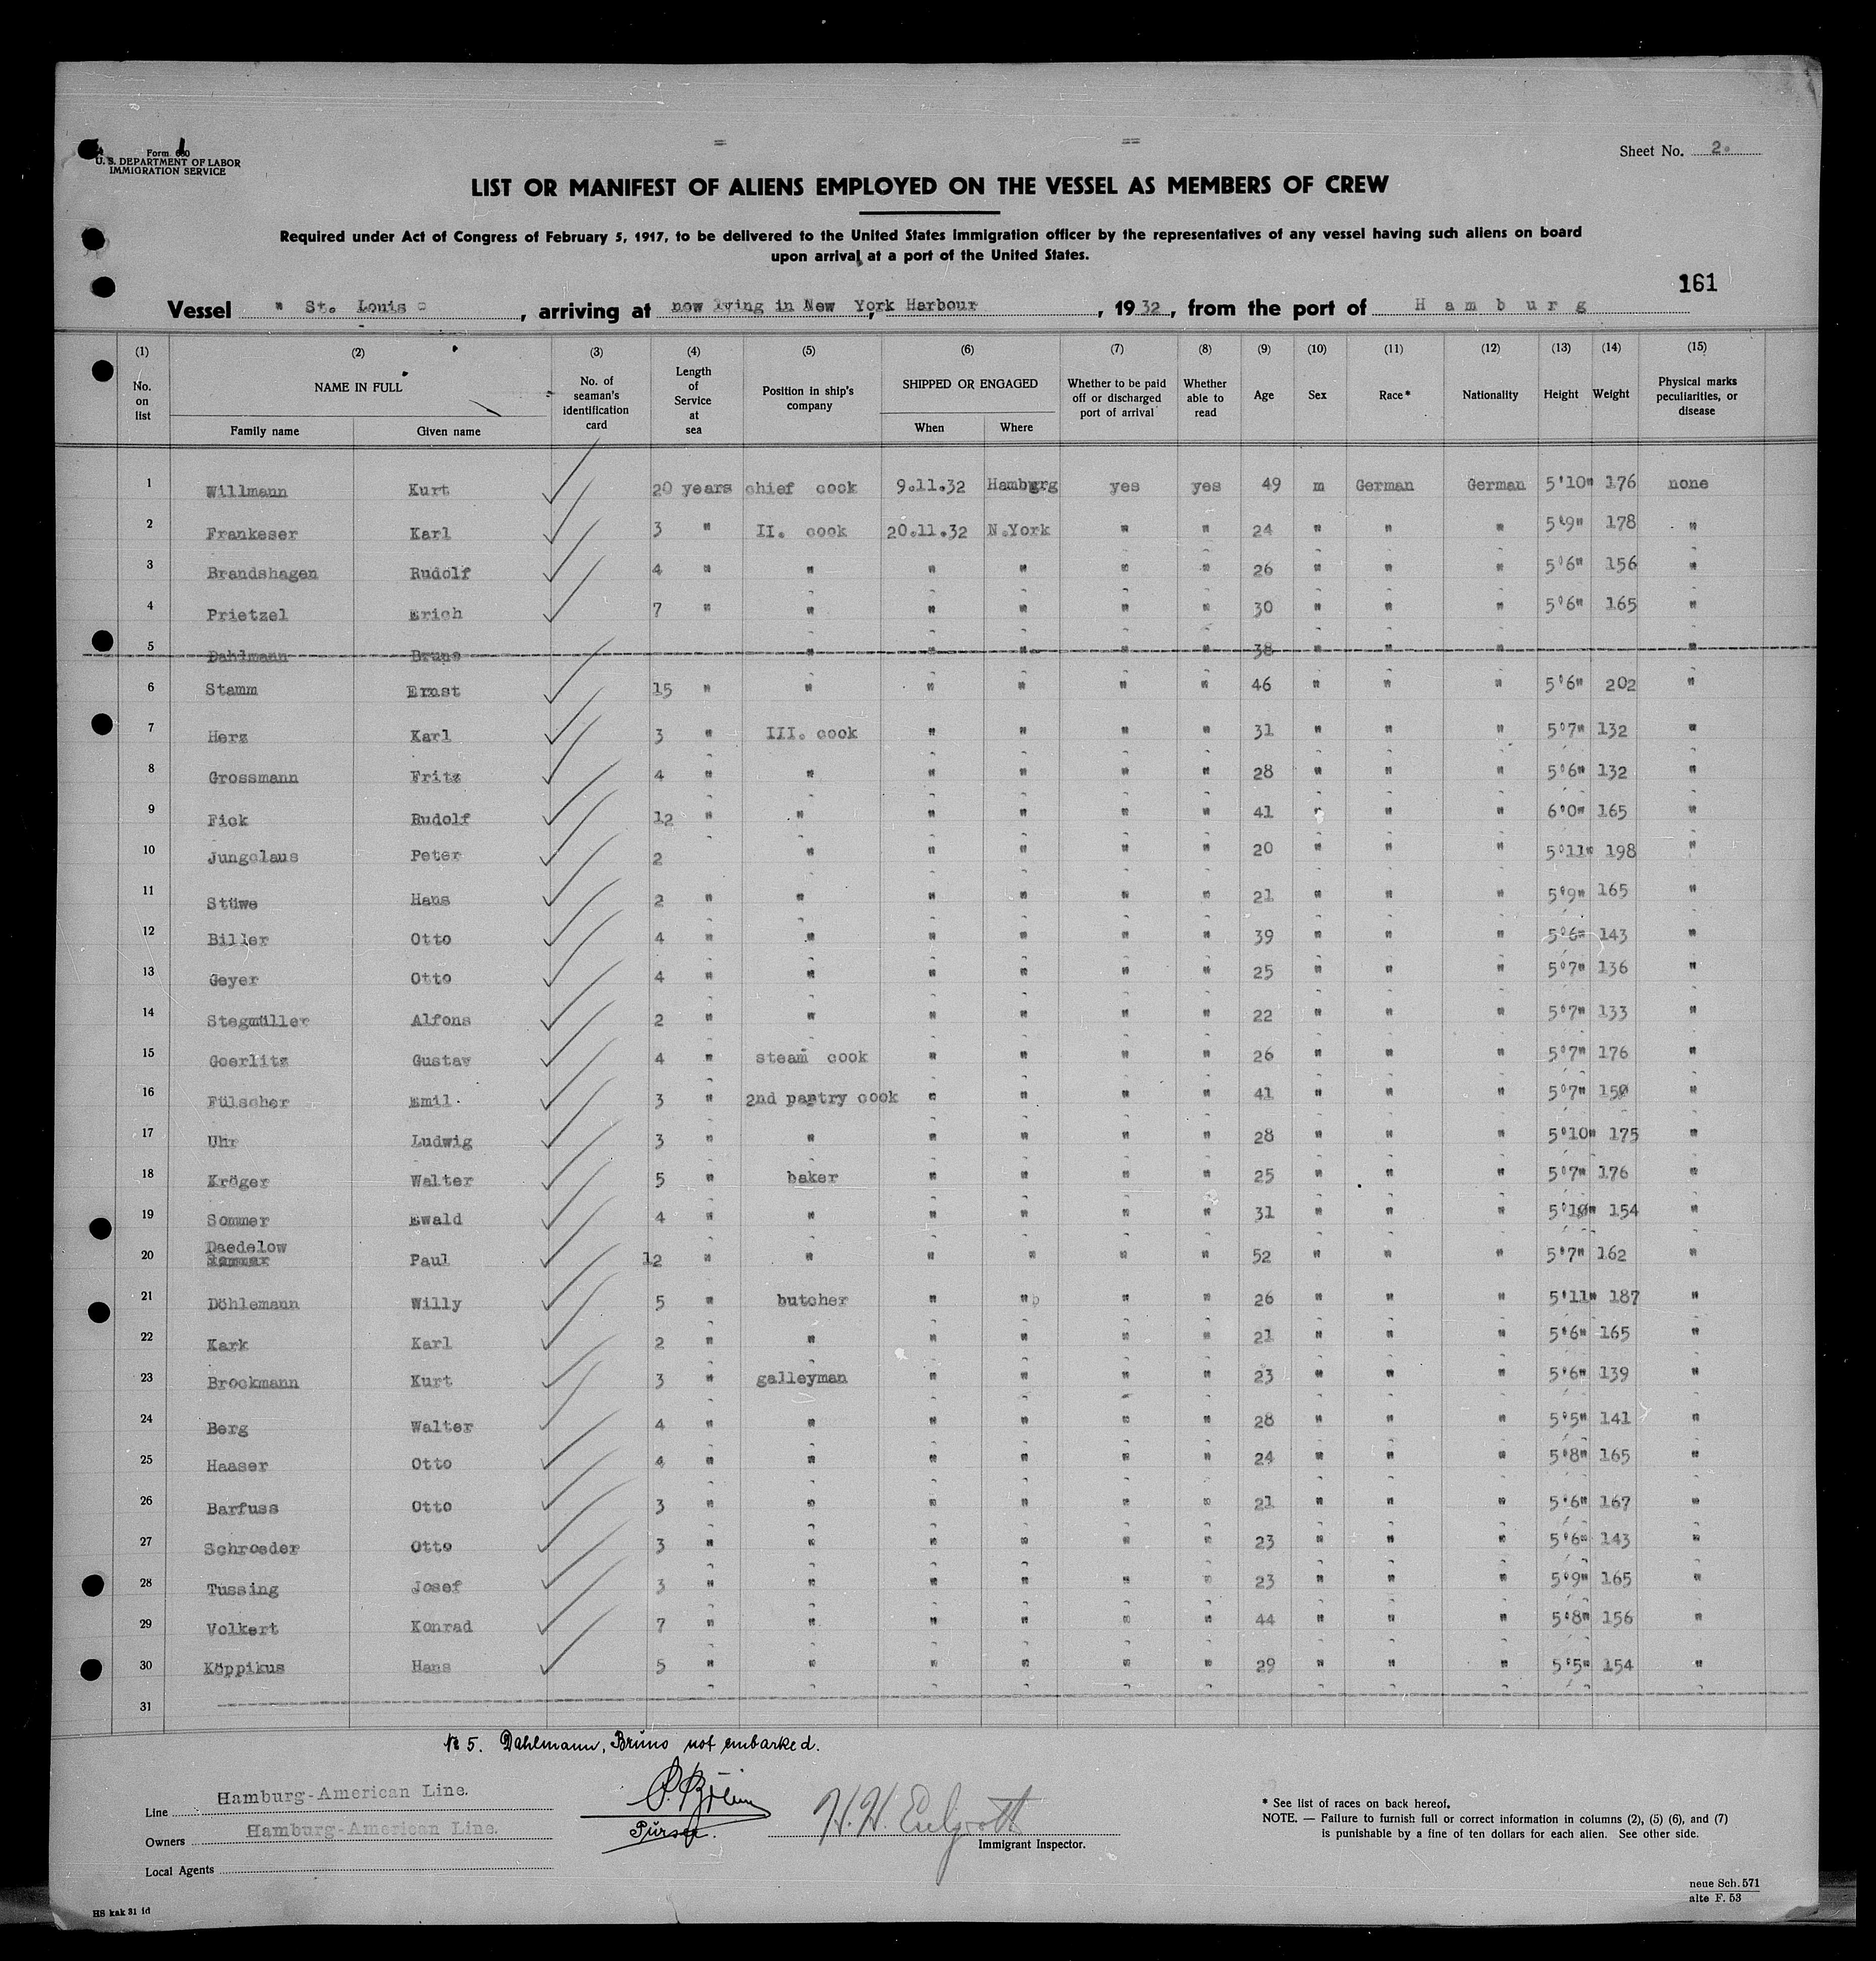 Form 680
U. S. DEPARTMENT OF LABOR
IMMIGRATION SERVICE
Sheet No. 2.
LIST OR MANIFEST OF ALIENS EMPLOYED ON THE VESSEL AS MEMBERS OF CREW
Required under Act of Congress of February 5, 1917, to be delivered to the United States Immigration officer by the representatives of any vessel having such aliens on board
upon arrival at a port of the United States.
161
Vessel " St. Louis " , arriving at now lying in New York Harbour , 1932, from the port of Hamburg
(1) (2) (3) (4) (5) (6) (7) (8) (9) (10) (11) (12) (13) (14) (15)
No. on list NAME IN FULL Family name Given name No. of seaman's identification card Length of Service at sea Position in ship's company SHIPPED OR ENGAGED When Where Whether to be paid off or discharged port of arrival Whether able to read Age Sex Race* Nationality Height Weight Physical marks peculiarities, or disease
1 Willmann Kurt 20 years chief cook 9.11.32 Hamburg yes yes 49 m German German 5'10" 176 none
2 Frankeser Karl 3 " II. cook 20.11.32 N.York " " 24 " " " 5'9" 178 "
3 Brandshagen Rudolf 4 " " " " " " 26 " " " 5'6" 156 "
4 Prietzel Erich 7 " " " " " " 30 " " " 5'6" 165 "
5 Dahlmann Bruno " " " " " 38 " " " "
6 Stamm Ernst 15 " " " " " " 46 " " " 5'6" 202 "
7 Herz Karl 3 " III. cook " " " " 31 " " " 5'7" 132 "
8 Grossmann Fritz 4 " " " " " " 28 " " " 5'6" 132 "
9 Fick Rudolf 12 " " " " " " 41 " " " 6'0" 165 "
10 Jungclaus Peter 2 " " " " " 20 " " " 5'11" 198 "
11 Stüwe Hans 2 " " " " " " 21 " " " 5'9" 165 "
12 Biller Otto 4 " " " " " " 39 " " " 5'6" 143 "
13 Geyer Otto 4 " " " " " " 25 " " " 5'7" 136 "
14 Stegmüller Alfons 2 " " " " " " 22 " " " 5'7" 133 "
15 Goerlitz Gustav 4 " steam cook " " " " 26 " " " 5'7" 176 "
16 Fülscher Emil 3 " 2nd pastry cook " " " " 41 " " " 5'7" 150 "
17 Uhr Ludwig 3 " " " " " " 28 " " " 5'10" 175 "
18 Kröger Walter 5 " baker " " " " 25 " " " 5'7" 176 "
19 Sommer Ewald 4 " " " " " " 31 " " " 5'10" 154 "
20 Daedelow Sommer Paul 12 " " " " " " 52 " " " 5'7" 162 "
21 Döhlemann Willy 5 " butcher " " " " 26 " " " 5'11" 187 "
22 Kark Karl 2 " " " " " " 21 " " " 5'6" 165 "
23 Brockmann Kurt 3 " galleyman " " " " 23 " " " 5'6" 139 "
24 Berg Walter 4 " " " " " " 28 " " " 5'5" 141 "
25 Haaser Otto 4 " " " " " " 24 " " " 5'8" 165 "
26 Barfuss Otto 3 " " " " " " 21 " " " 5'6" 167 "
27 Schroeder Otto 3 " " " " " " 23 " " " 5'6" 143 "
28 Tussing Josef 3 " " " " " " 23 " " " 5'9" 165 "
29 Volkert Konrad 7 " " " " " " 44 " " " 5'8" 156 "
30 Köppikus Hans 5 " " " " " " 29 " " " 5'5" 154 "
31
№ 5. Dahlmann, Bruno not embarked.
Line Hamburg-American Line.
Owners Hamburg-American Line.
Local Agents
Purser.
Immigrant Inspector.
* See list of races on back hereof.
NOTE. — Failure to furnish full or correct information in columns (2), (5) (6), and (7)
is punishable by a fine of ten dollars for each alien. See other side.
neue Sch. 571
alte F. 53
HS kak 31 id